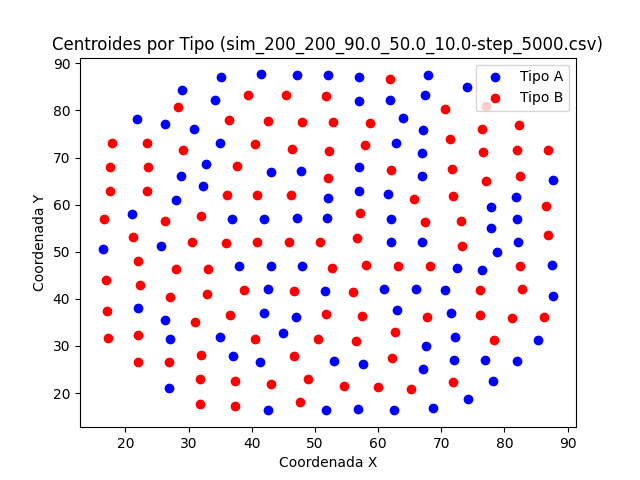 Centroides por Tipo (sim_200_200_90.0_50.0_10.0-step_5000.csv)
Tipo A
Tipo B
90
80
70
60
50
40
30
20
Coordenada Y
20 30 40 50 60 70 80 90
Coordenada X